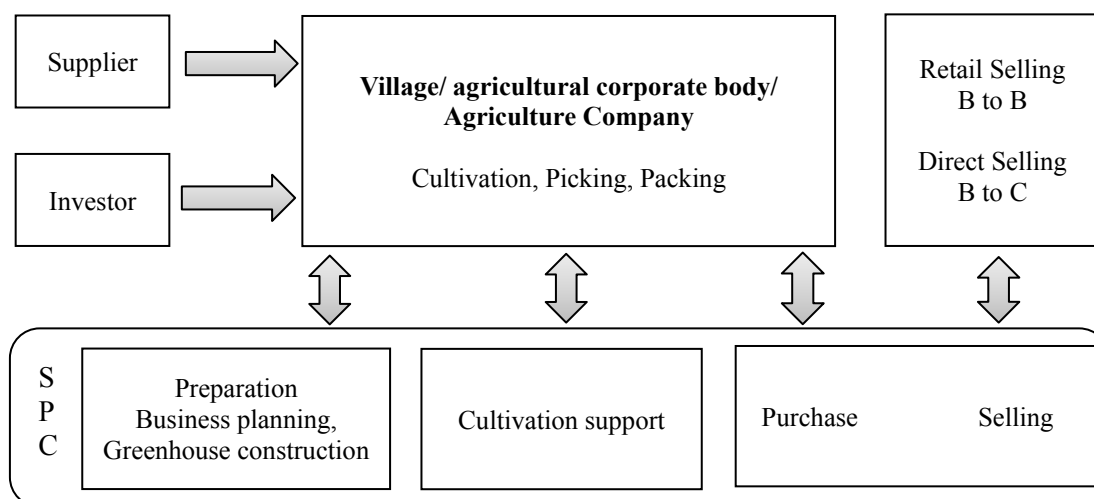 Supplier
Investor
Village/ agricultural corporate body/
Agriculture Company
Cultivation, Picking, Packing
Retail Selling
B to B
Direct Selling
B to C
S
P
C
Preparation
Business planning,
Greenhouse construction
Cultivation support
Purchase
Selling